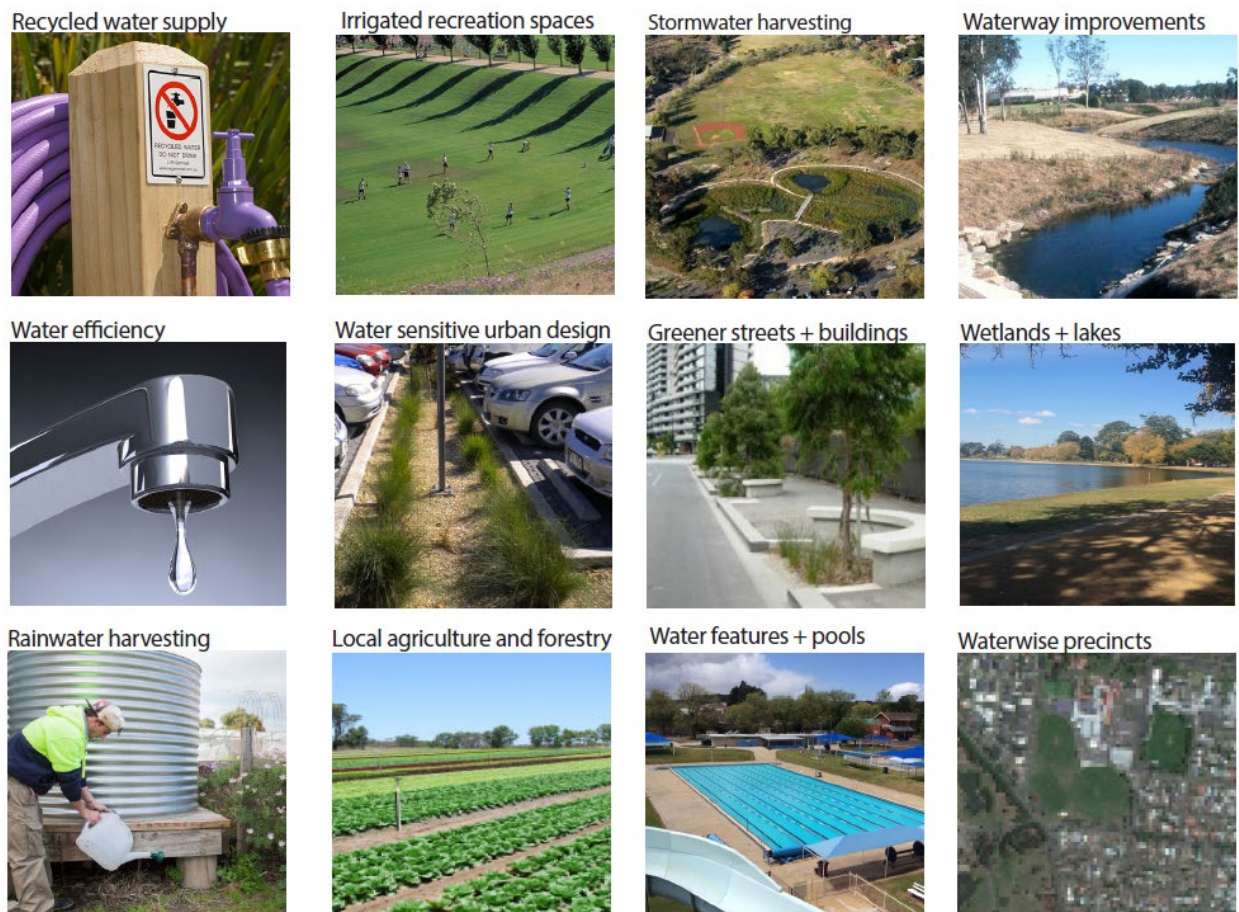 Recycled water supply
Irrigated recreation spaces
Stormwater harvesting
Waterway improvements
RECYCLED WATER
DO NOT DRINK
Water efficiency
Water sensitive urban design
Greener streets + buildings
Wetlands + lakes
Rainwater harvesting
Local agriculture and forestry
Water features + pools
Waterwise precincts